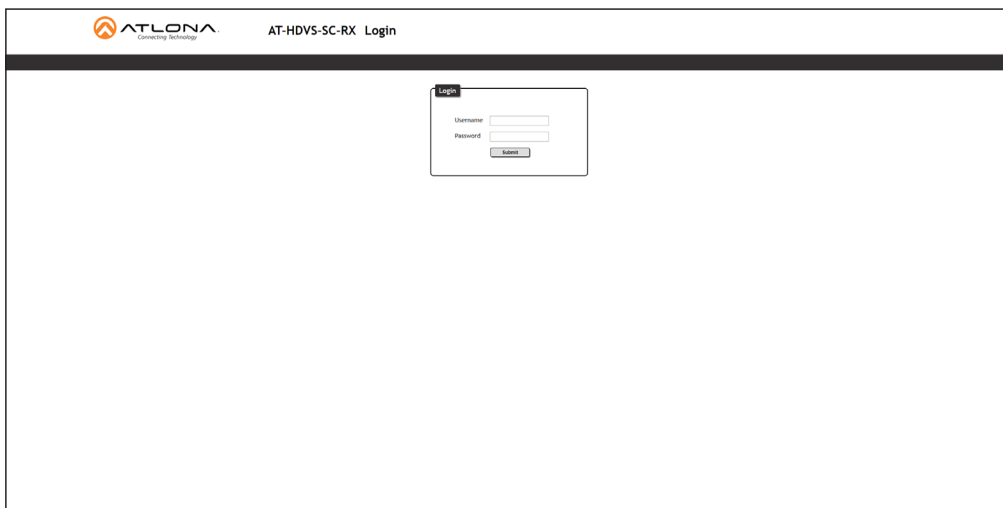 ATLONA
Connecting Technology
AT-HDVS-SC-RX Login
Login
Username
Password
Submit